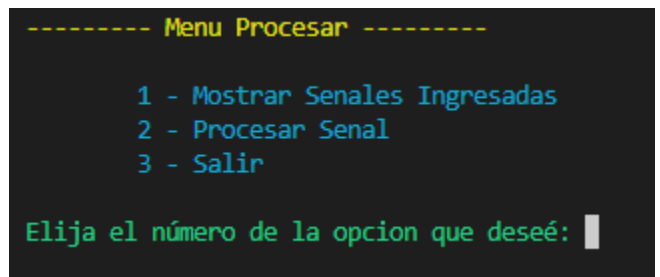 --------- Menu Procesar ---------
1 - Mostrar Senales Ingresadas
2 - Procesar Senal
3 - Salir
Elija el número de la opcion que deseé: